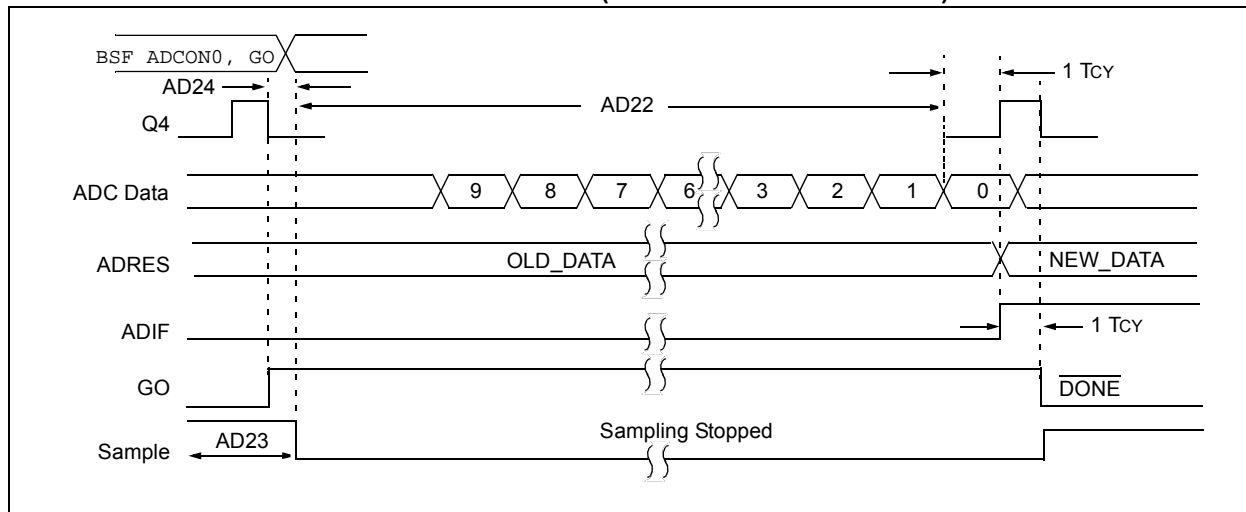 BSF ADCON0, GO
AD24
1 TCY
AD22
Q4
ADC Data
9 8 7 6 3 2 1 0
ADRES
OLD_DATA
NEW_DATA
ADIF
1 TCY
GO
DONE
Sampling Stopped
AD23
Sample